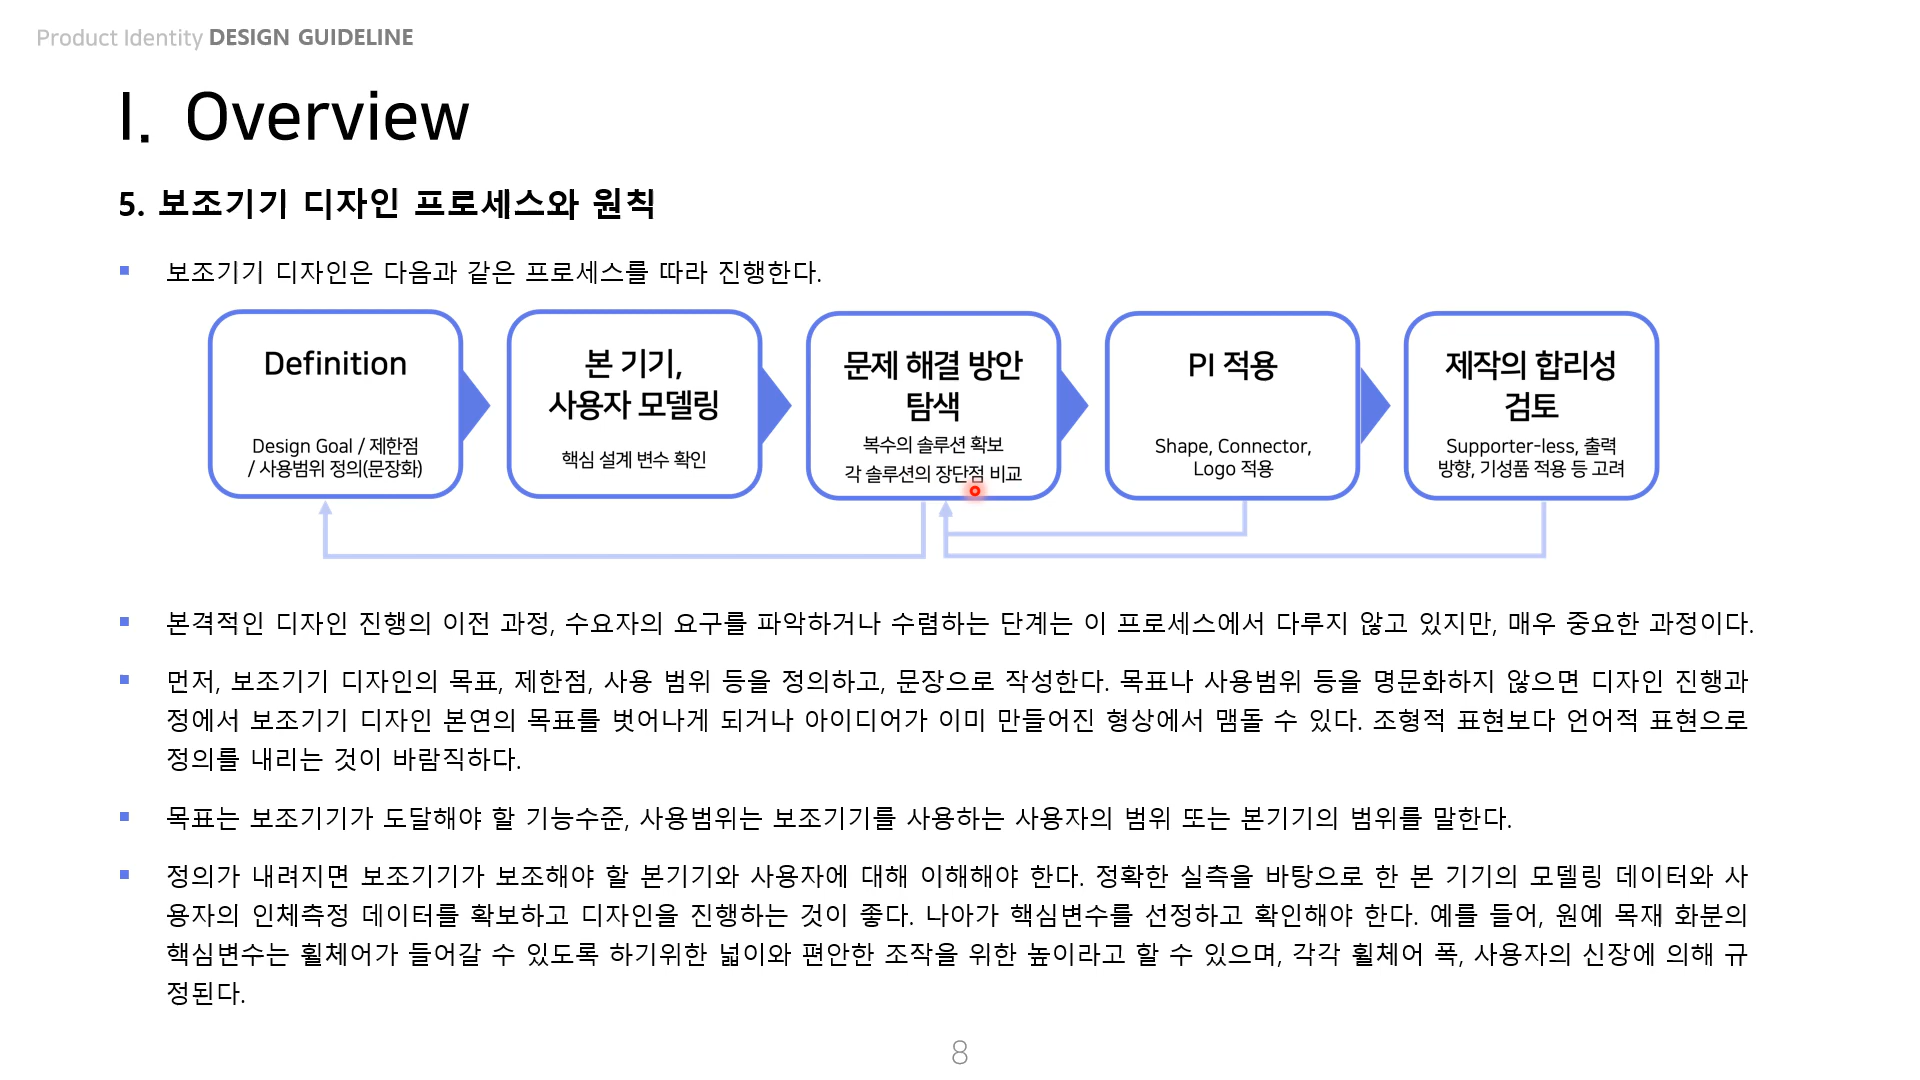 Product Identity DESIGN GUIDELINE
I. Overview
5. 보조기기 디자인 프로세스와 원칙
▪ 보조기기 디자인은 다음과 같은 프로세스를 따라 진행한다.
Definition
Design Goal / 제한점
/ 사용범위 정의(문장화)
본 기기,
사용자 모델링
핵심 설계 변수 확인
문제 해결 방안
탐색
복수의 솔루션 확보
각 솔루션의 장단점 비교
PI 적용
Shape, Connector,
Logo 적용
제작의 합리성
검토
Supporter-less, 출력
방향, 기성품 적용 등 고려
▪ 본격적인 디자인 진행의 이전 과정, 수요자의 요구를 파악하거나 수렴하는 단계는 이 프로세스에서 다루지 않고 있지만, 매우 중요한 과정이다.
▪ 먼저, 보조기기 디자인의 목표, 제한점, 사용 범위 등을 정의하고, 문장으로 작성한다. 목표나 사용범위 등을 명문화하지 않으면 디자인 진행과
정에서 보조기기 디자인 본연의 목표를 벗어나게 되거나 아이디어가 이미 만들어진 형상에서 맴돌 수 있다. 조형적 표현보다 언어적 표현으로
정의를 내리는 것이 바람직하다.
▪ 목표는 보조기기가 도달해야 할 기능수준, 사용범위는 보조기기를 사용하는 사용자의 범위 또는 본기기의 범위를 말한다.
▪ 정의가 내려지면 보조기기가 보조해야 할 본기기와 사용자에 대해 이해해야 한다. 정확한 실측을 바탕으로 한 본 기기의 모델링 데이터와 사
용자의 인체측정 데이터를 확보하고 디자인을 진행하는 것이 좋다. 나아가 핵심변수를 선정하고 확인해야 한다. 예를 들어, 원예 목재 화분의
핵심변수는 휠체어가 들어갈 수 있도록 하기위한 넓이와 편안한 조작을 위한 높이라고 할 수 있으며, 각각 휠체어 폭, 사용자의 신장에 의해 규
정된다.
8